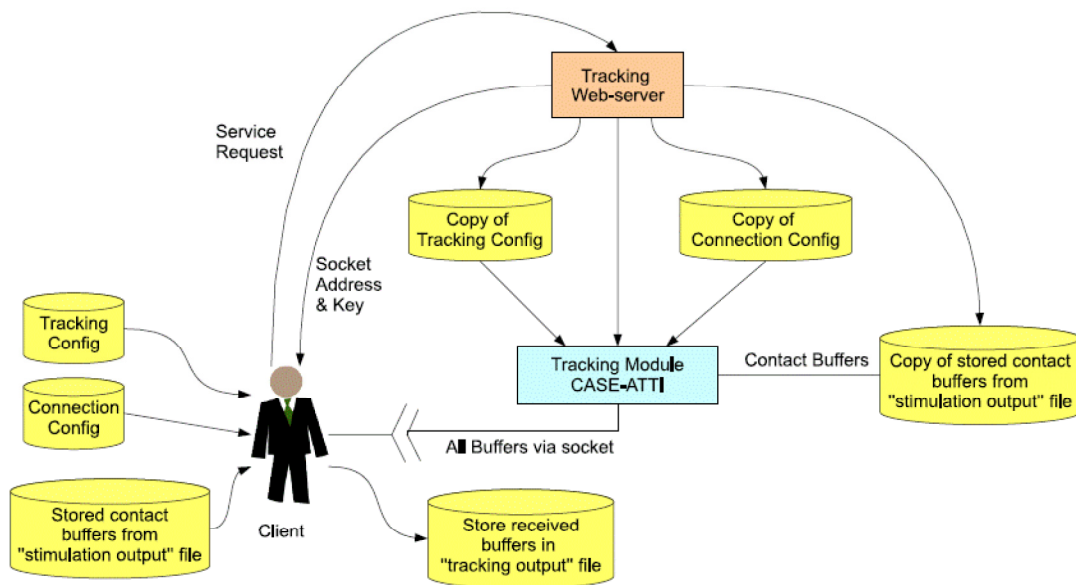 Tracking
Web-server
Service
Request
Copy of
Tracking Config
Copy of
Connection Config
Socket
Address
& Key
Tracking
Config
Tracking Module
CASE-ATTI
Contact Buffers
Copy of stored contact
buffers from
"stimulation output" file
Connection
Config
All Buffers via socket
Stored contact
buffers from
"stimulation output" file
Client
Store received
buffers in
"tracking output" file